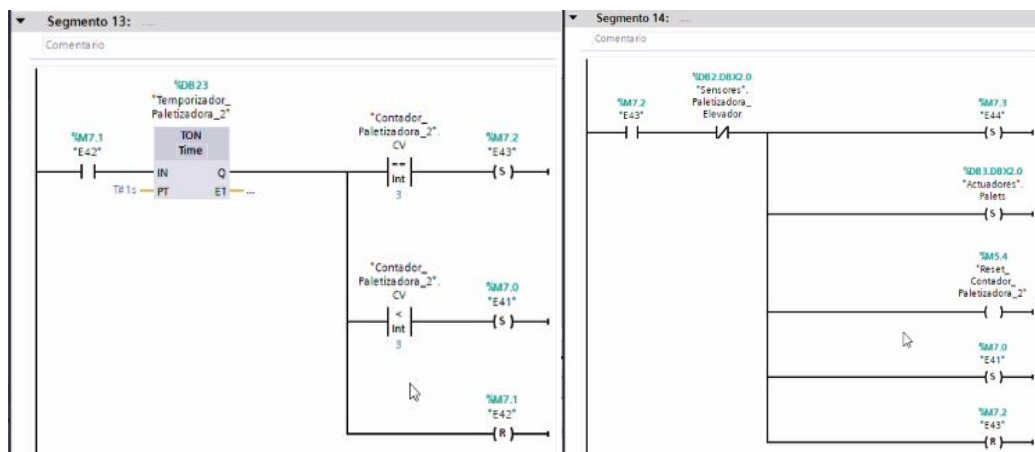 Segmento 13: .....
Comentario
%DB23
"Temporizador_
Paletizadora_2"
%M7.1
"E42"
TON
Time
IN
Q
T#1s
PT
ET
...
"Contador_
Paletizadora_2".
CV
==
Int
3
%M7.2
"E43"
S
"Contador_
Paletizadora_2".
CV
<
Int
3
%M7.0
"E41"
S
%M7.1
"E42"
R
Segmento 14: .....
Comentario
%M7.2
"E43"
%DB2.DBX2.0
"Sensores".
Paletizadora_
Elevador
%M7.3
"E44"
S
%DB3.DBX2.0
"Actuadores".
Palets
S
%M5.4
"Reset_
Contador_
Paletizadora_2"
%M7.0
"E41"
S
%M7.2
"E43"
R